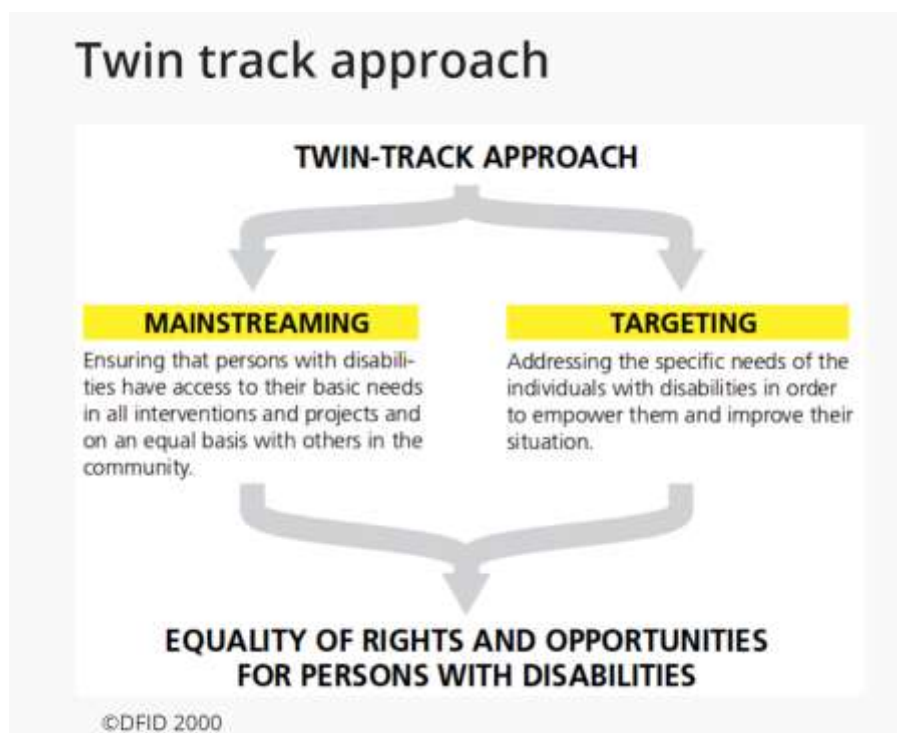 Twin track approach
TWIN-TRACK APPROACH
MAINSTREAMING
Ensuring that persons with disabili-
ties have access to their basic needs
in all interventions and projects and
on an equal basis with others in the
community.
TARGETING
Addressing the specific needs of the
individuals with disabilities in order
to empower them and improve their
situation.
EQUALITY OF RIGHTS AND OPPORTUNITIES
FOR PERSONS WITH DISABILITIES
©DFID 2000